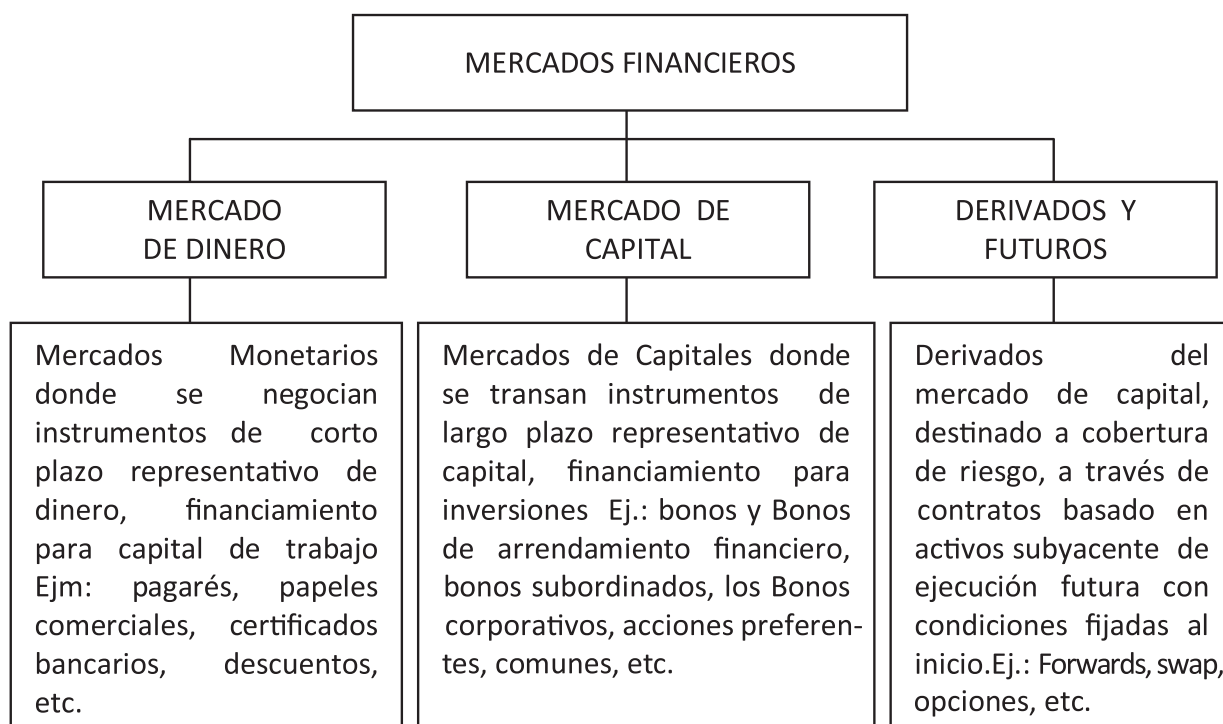 MERCADOS FINANCIEROS
MERCADO
DE DINERO
Mercados Monetarios
donde se negocian
instrumentos de corto
plazo representativo de
dinero, financiamiento
para capital de trabajo
Ejm: pagarés, papeles
comerciales, certificados
bancarios, descuentos,
etc.
MERCADO DE
CAPITAL
Mercados de Capitales donde
se transan instrumentos de
largo plazo representativo de
capital, financiamiento para
inversiones Ej.: bonos y Bonos
de arrendamiento financiero,
bonos subordinados, los Bonos
corporativos, acciones preferen-
tes, comunes, etc.
DERIVADOS Y
FUTUROS
Derivados del
mercado de capital,
destinado a cobertura
de riesgo, a través de
contratos basado en
activos subyacente de
ejecución futura con
condiciones fijadas al
inicio.Ej.: Forwards, swap,
opciones, etc.